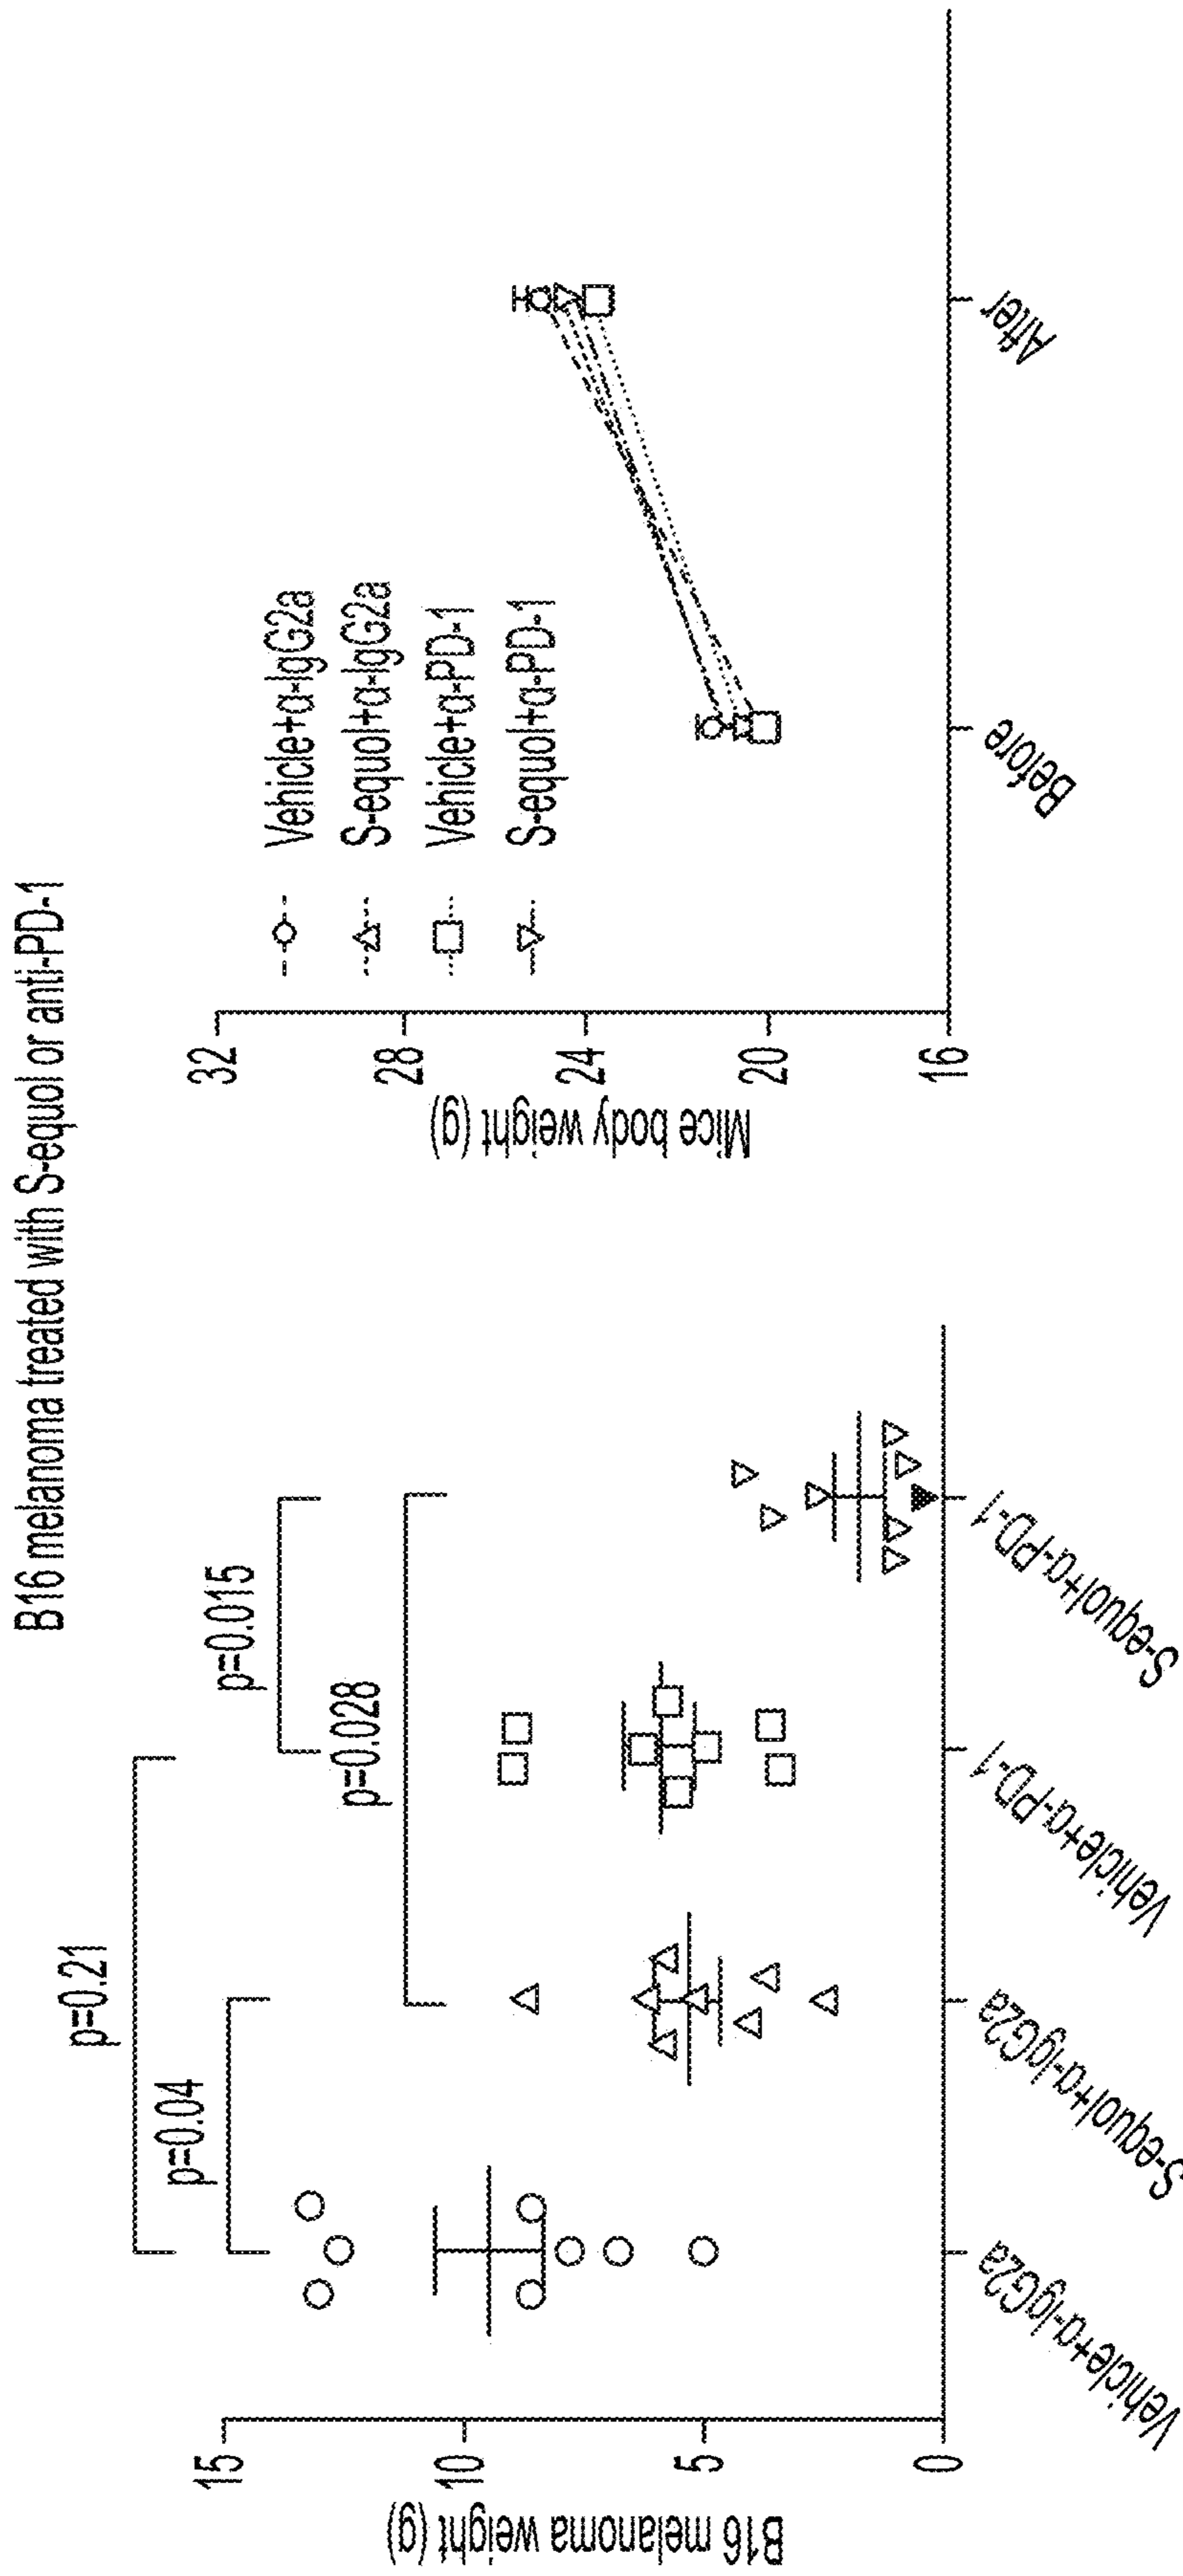 B16 melanoma treated with S-equol or anti-PD-1
p=0.21
p=0.04
p=0.015
p=0.028
15
10
5
0
B16 melanoma weight (g)
Vehicle+α-IgG2a
S-equol+α-IgG2a
Vehicle+α-PD-1
S-equol+α-PD-1
32
28
24
20
16
Mice body weight (g)
Vehicle+α-IgG2a
S-equol+α-IgG2a
Vehicle+α-PD-1
S-equol+α-PD-1
Before
After